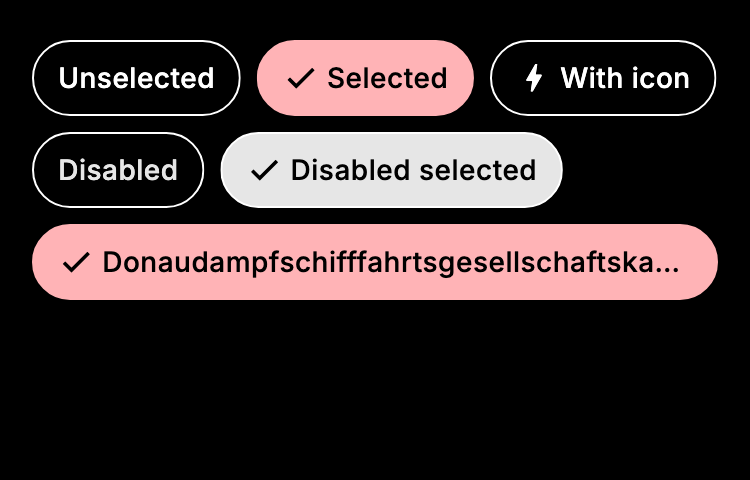 Unselected Selected With icon
Disabled Disabled selected
Donaudampfschifffahrtsgesellschaftska...